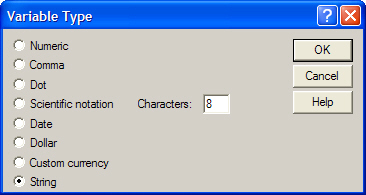 Variable Type ?
Numeric OK
Comma
Dot Cancel
Scientific notation Characters: 8 Help
Date
Dollar
Custom currency
String